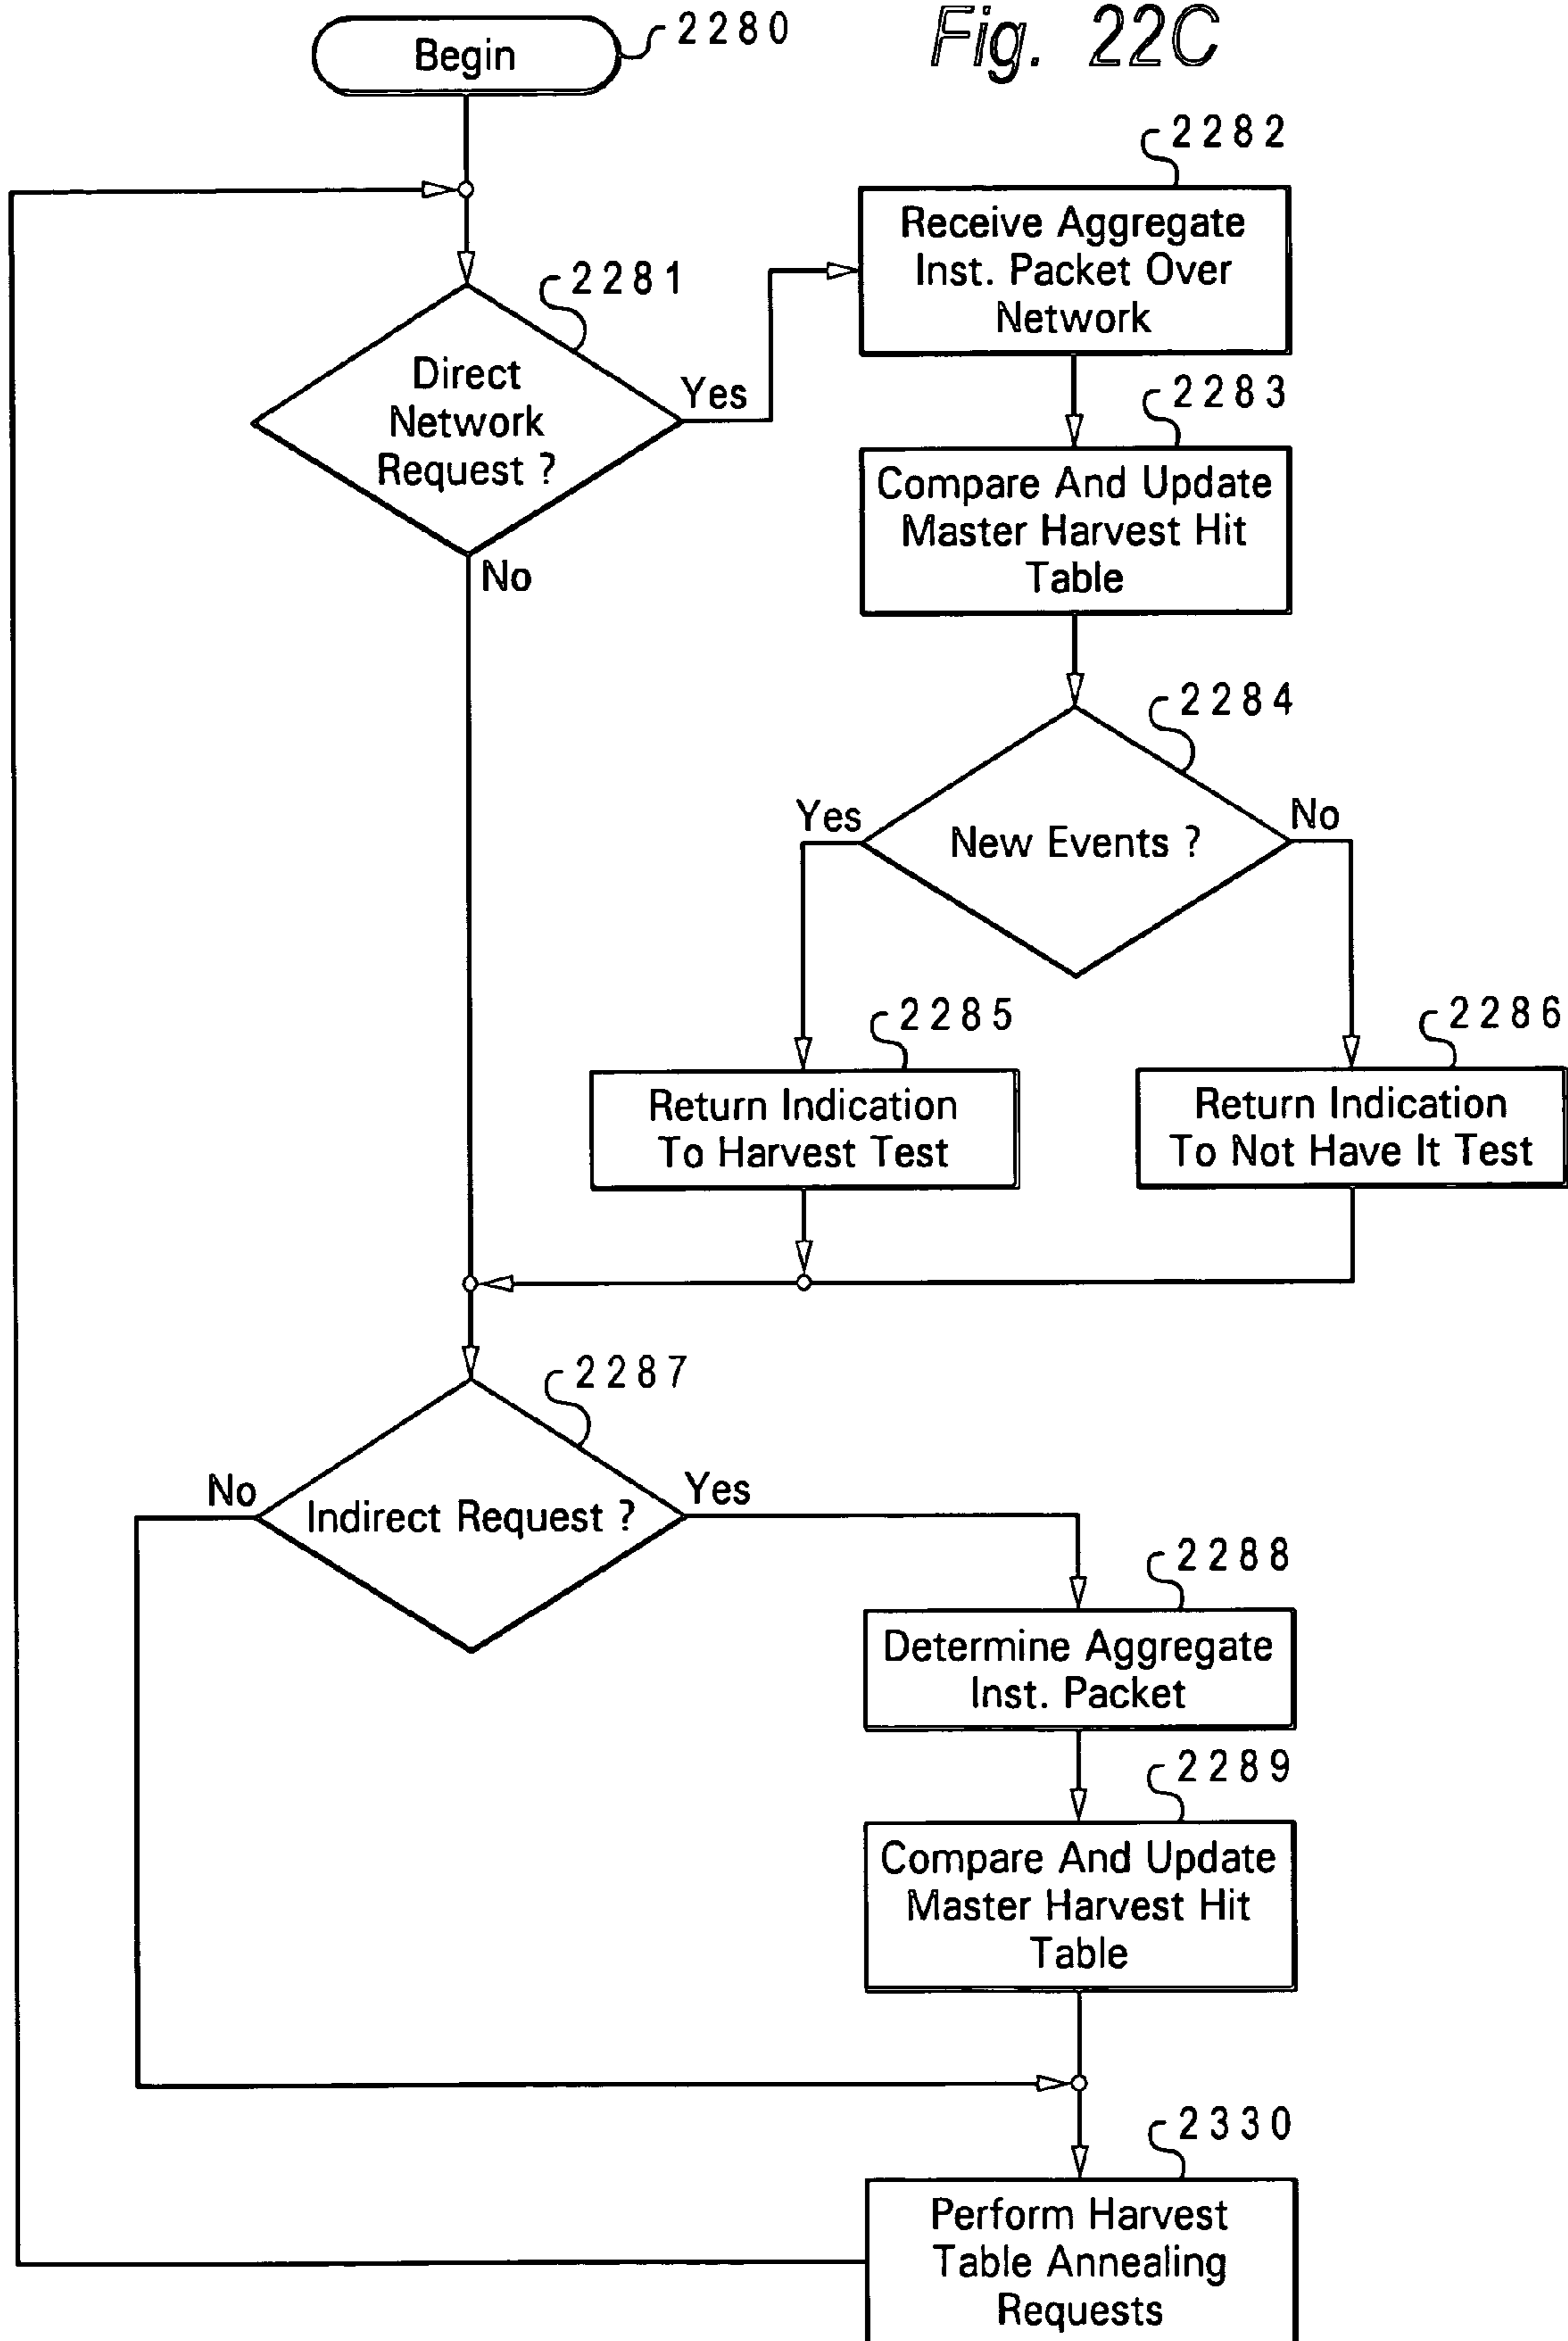 Fig. 22C
Begin
2280
2282
Receive Aggregate
Inst. Packet Over
Network
2281
Direct
Network
Request ?
Yes
No
2283
Compare And Update
Master Harvest Hit
Table
2284
New Events ?
Yes
No
2285
Return Indication
To Harvest Test
2286
Return Indication
To Not Have It Test
2287
Indirect Request ?
No
Yes
2288
Determine Aggregate
Inst. Packet
2289
Compare And Update
Master Harvest Hit
Table
2330
Perform Harvest
Table Annealing
Requests